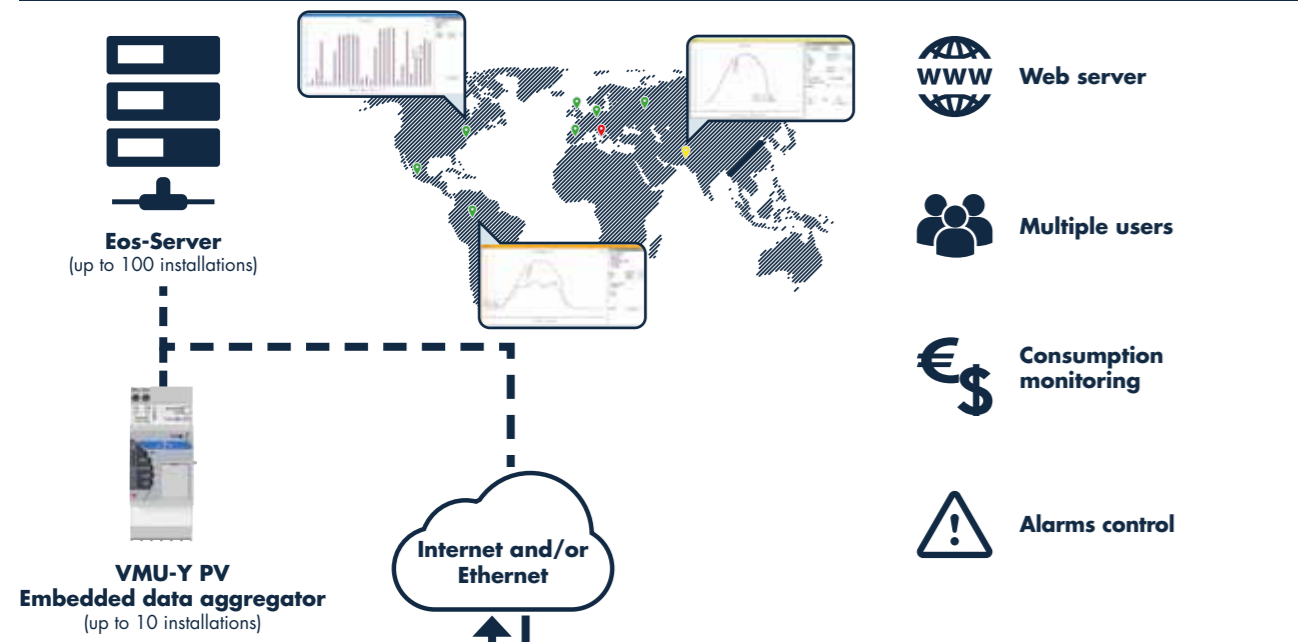 Eos-Server
(up to 100 installations)
VMU-Y PV
Embedded data aggregator
(up to 10 installations)
Internet and/or
Ethernet
WWW
Web server
Multiple users
€$
Consumption
monitoring
!
Alarms control